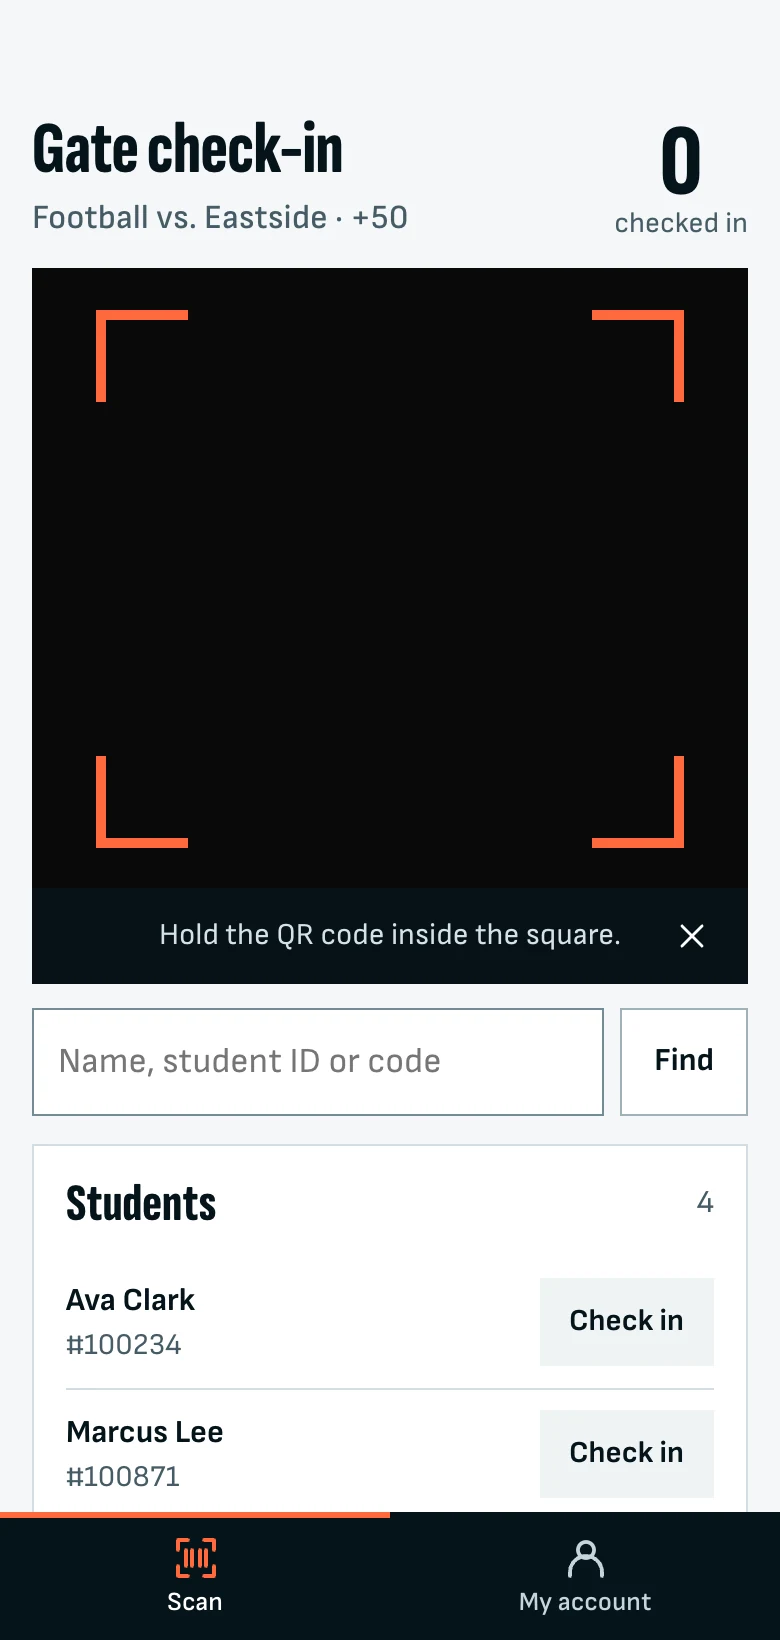 Gate check-in
0
Football vs. Eastside · +50
checked in
Hold the QR code inside the square.
Name, student ID or code
Find
Students
4
Ava Clark
#100234
Check in
Marcus Lee
#100871
Check in
Scan
My account